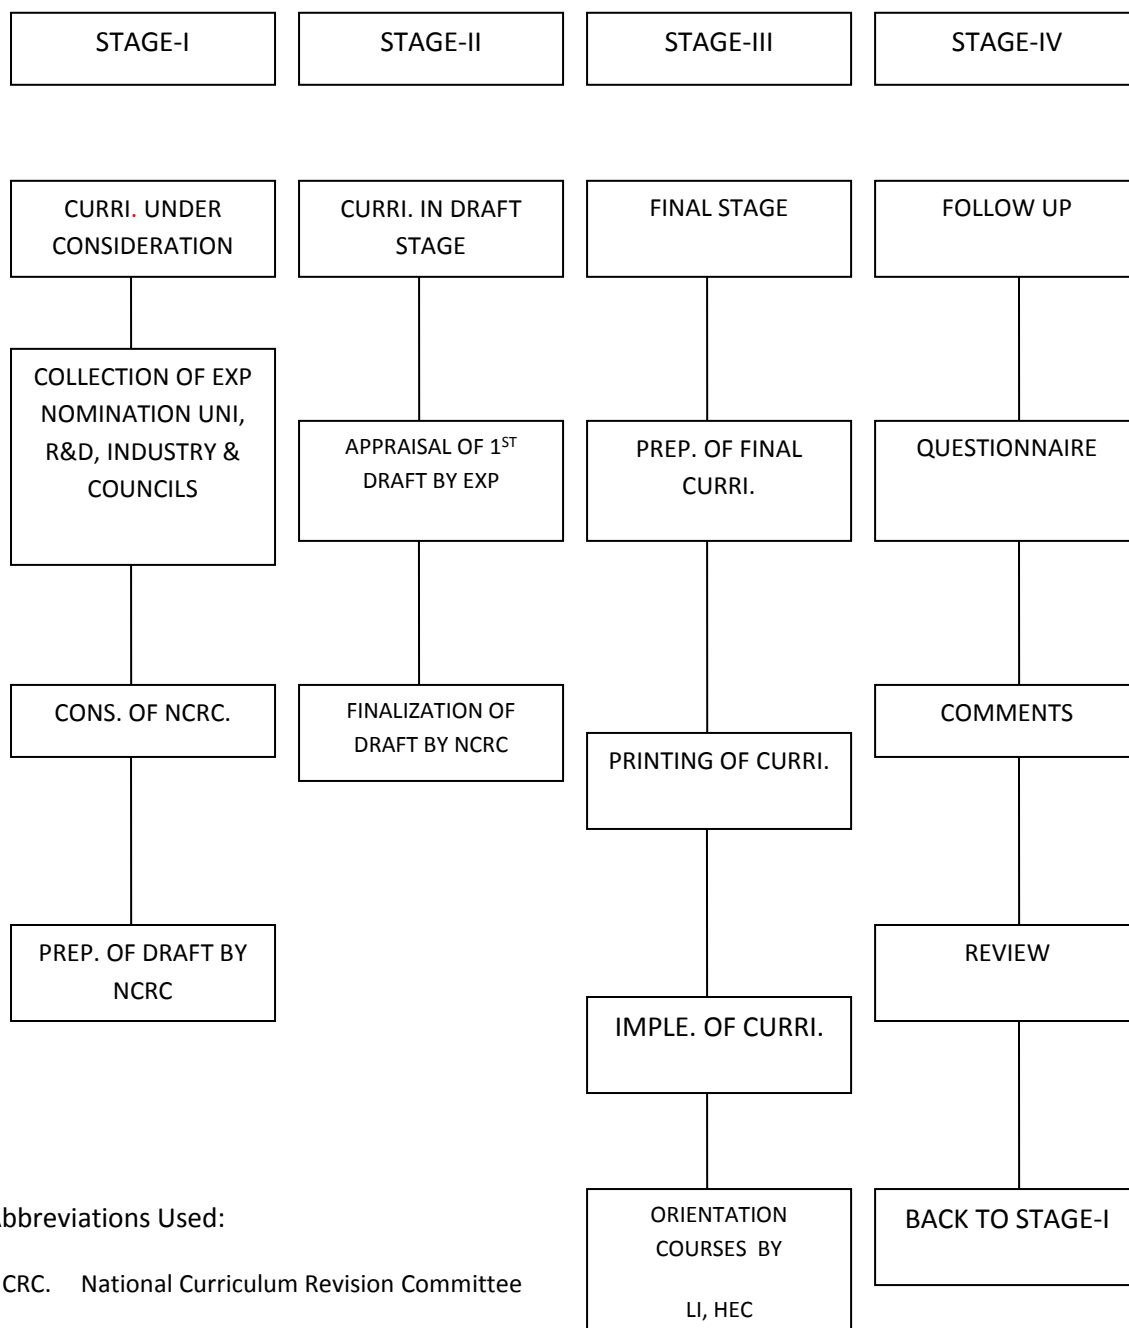 STAGE-I
STAGE-II
STAGE-III
STAGE-IV
CURRI. UNDER
CONSIDERATION
CURRI. IN DRAFT
STAGE
FINAL STAGE
FOLLOW UP
COLLECTION OF EXP
NOMINATION UNI,
R&D, INDUSTRY &
COUNCILS
APPRAISAL OF 1ST
DRAFT BY EXP
PREP. OF FINAL
CURRI.
QUESTIONNAIRE
CONS. OF NCRC.
FINALIZATION OF
DRAFT BY NCRC
PRINTING OF CURRI.
COMMENTS
PREP. OF DRAFT BY
NCRC
IMPLE. OF CURRI.
REVIEW
ORIENTATION
COURSES BY
LI, HEC
BACK TO STAGE-I
bbreviations Used:
CRC. National Curriculum Revision Committee